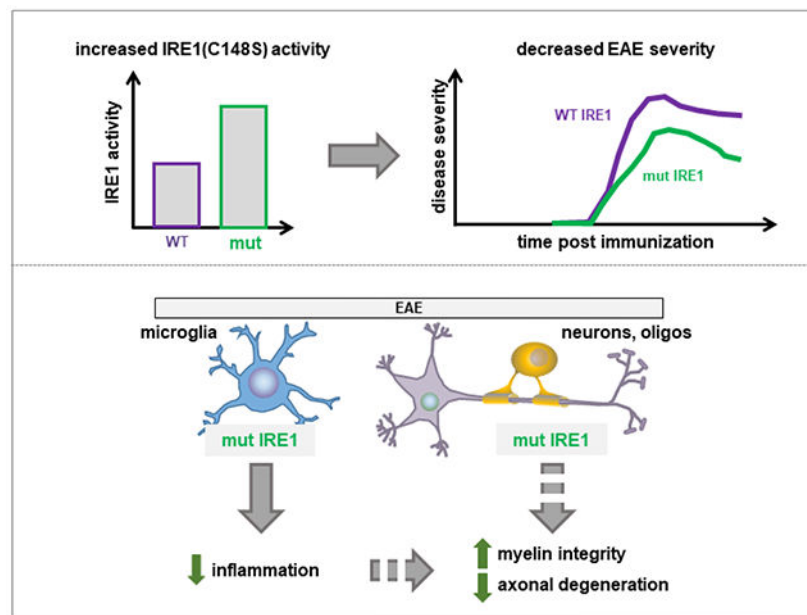 increased IRE1(C148S) activity
IRE1 activity
WT
mut
decreased EAE severity
disease severity
WT IRE1
mut IRE1
time post immunization
EAE
microglia
neurons, oligos
mut IRE1
mut IRE1
inflammation
myelin integrity
axonal degeneration